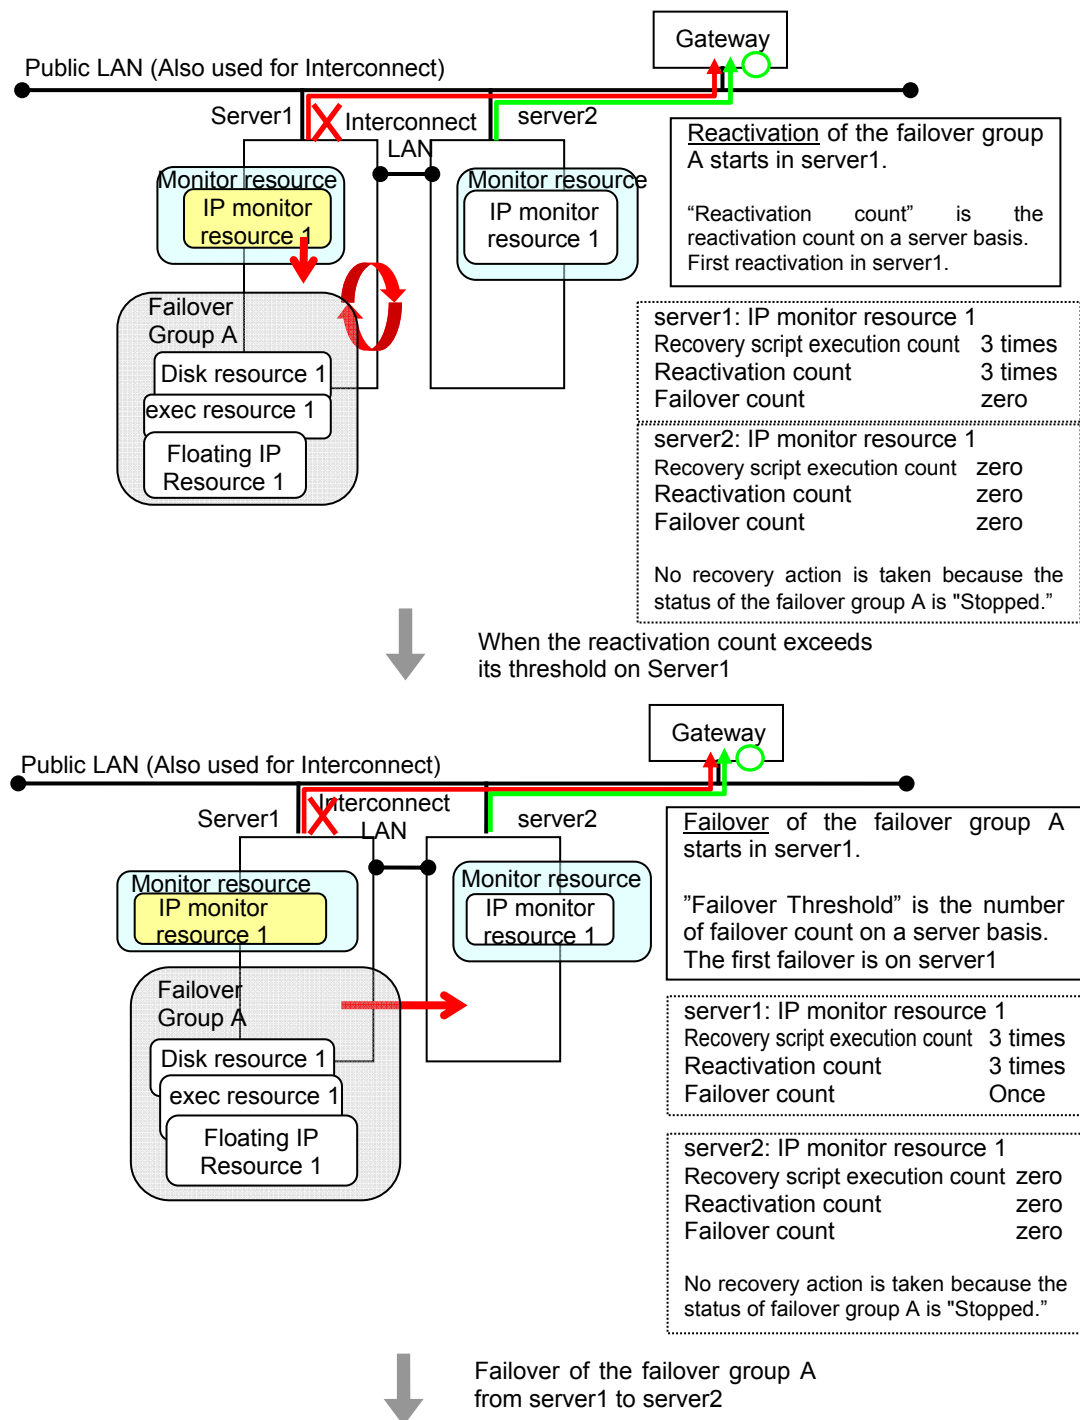 Gateway
Public LAN (Also used for Interconnect)
Server1
Interconnect
LAN
server2
Monitor resource
IP monitor
resource 1
Monitor resource
IP monitor
resource 1
Failover
Group A
Disk resource 1
exec resource 1
Floating IP
Resource 1
Reactivation of the failover group
A starts in server1.
“Reactivation count” is the
reactivation count on a server basis.
First reactivation in server1.
server1: IP monitor resource 1
Recovery script execution count 3 times
Reactivation count 3 times
Failover count zero
server2: IP monitor resource 1
Recovery script execution count zero
Reactivation count zero
Failover count zero
No recovery action is taken because the
status of the failover group A is "Stopped.”
When the reactivation count exceeds
its threshold on Server1
Gateway
Public LAN (Also used for Interconnect)
Server1
Interconnect
LAN
server2
Monitor resource
IP monitor
resource 1
Monitor resource
IP monitor
resource 1
Failover
Group A
Disk resource 1
exec resource 1
Floating IP
Resource 1
Failover of the failover group A
starts in server1.
”Failover Threshold” is the number
of failover count on a server basis.
The first failover is on server1
server1: IP monitor resource 1
Recovery script execution count 3 times
Reactivation count 3 times
Failover count Once
server2: IP monitor resource 1
Recovery script execution count zero
Reactivation count zero
Failover count zero
No recovery action is taken because the
status of failover group A is "Stopped.”
Failover of the failover group A
from server1 to server2